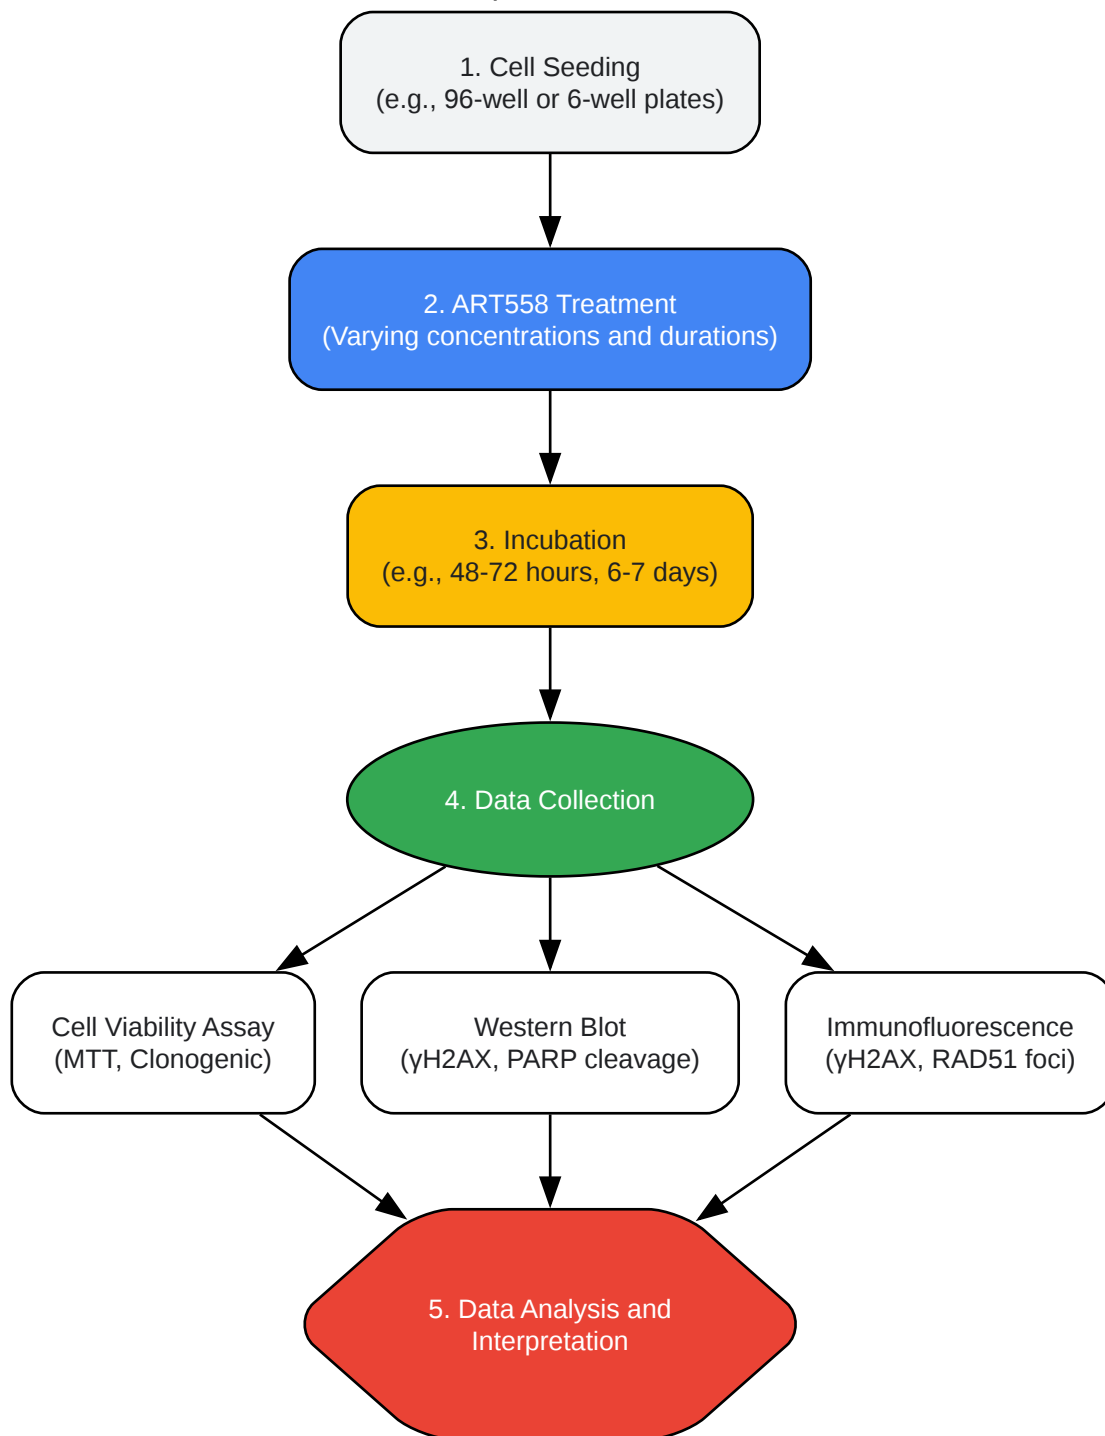 1. Cell Seeding
(e.g., 96-well or 6-well plates)
2. ART558 Treatment
(Varying concentrations and durations)
3. Incubation
(e.g., 48-72 hours, 6-7 days)
4. Data Collection
Cell Viability Assay
(MTT, Clonogenic)
Western Blot
(γH2AX, PARP cleavage)
Immunofluorescence
(γH2AX, RAD51 foci)
5. Data Analysis and
Interpretation